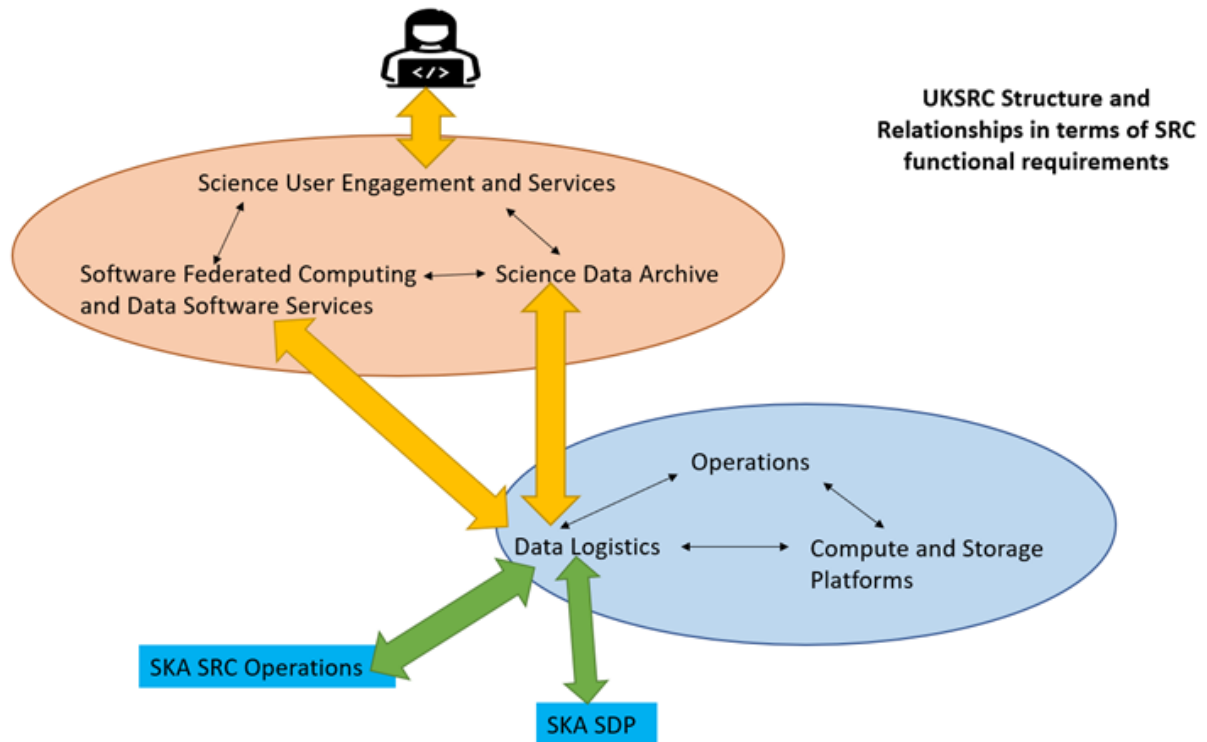 </>
UKSRC Structure and
Relationships in terms of SRC
functional requirements
Science User Engagement and Services
Software Federated Computing
and Data Software Services
Science Data Archive
Operations
Data Logistics
Compute and Storage
Platforms
SKA SRC Operations
SKA SDP